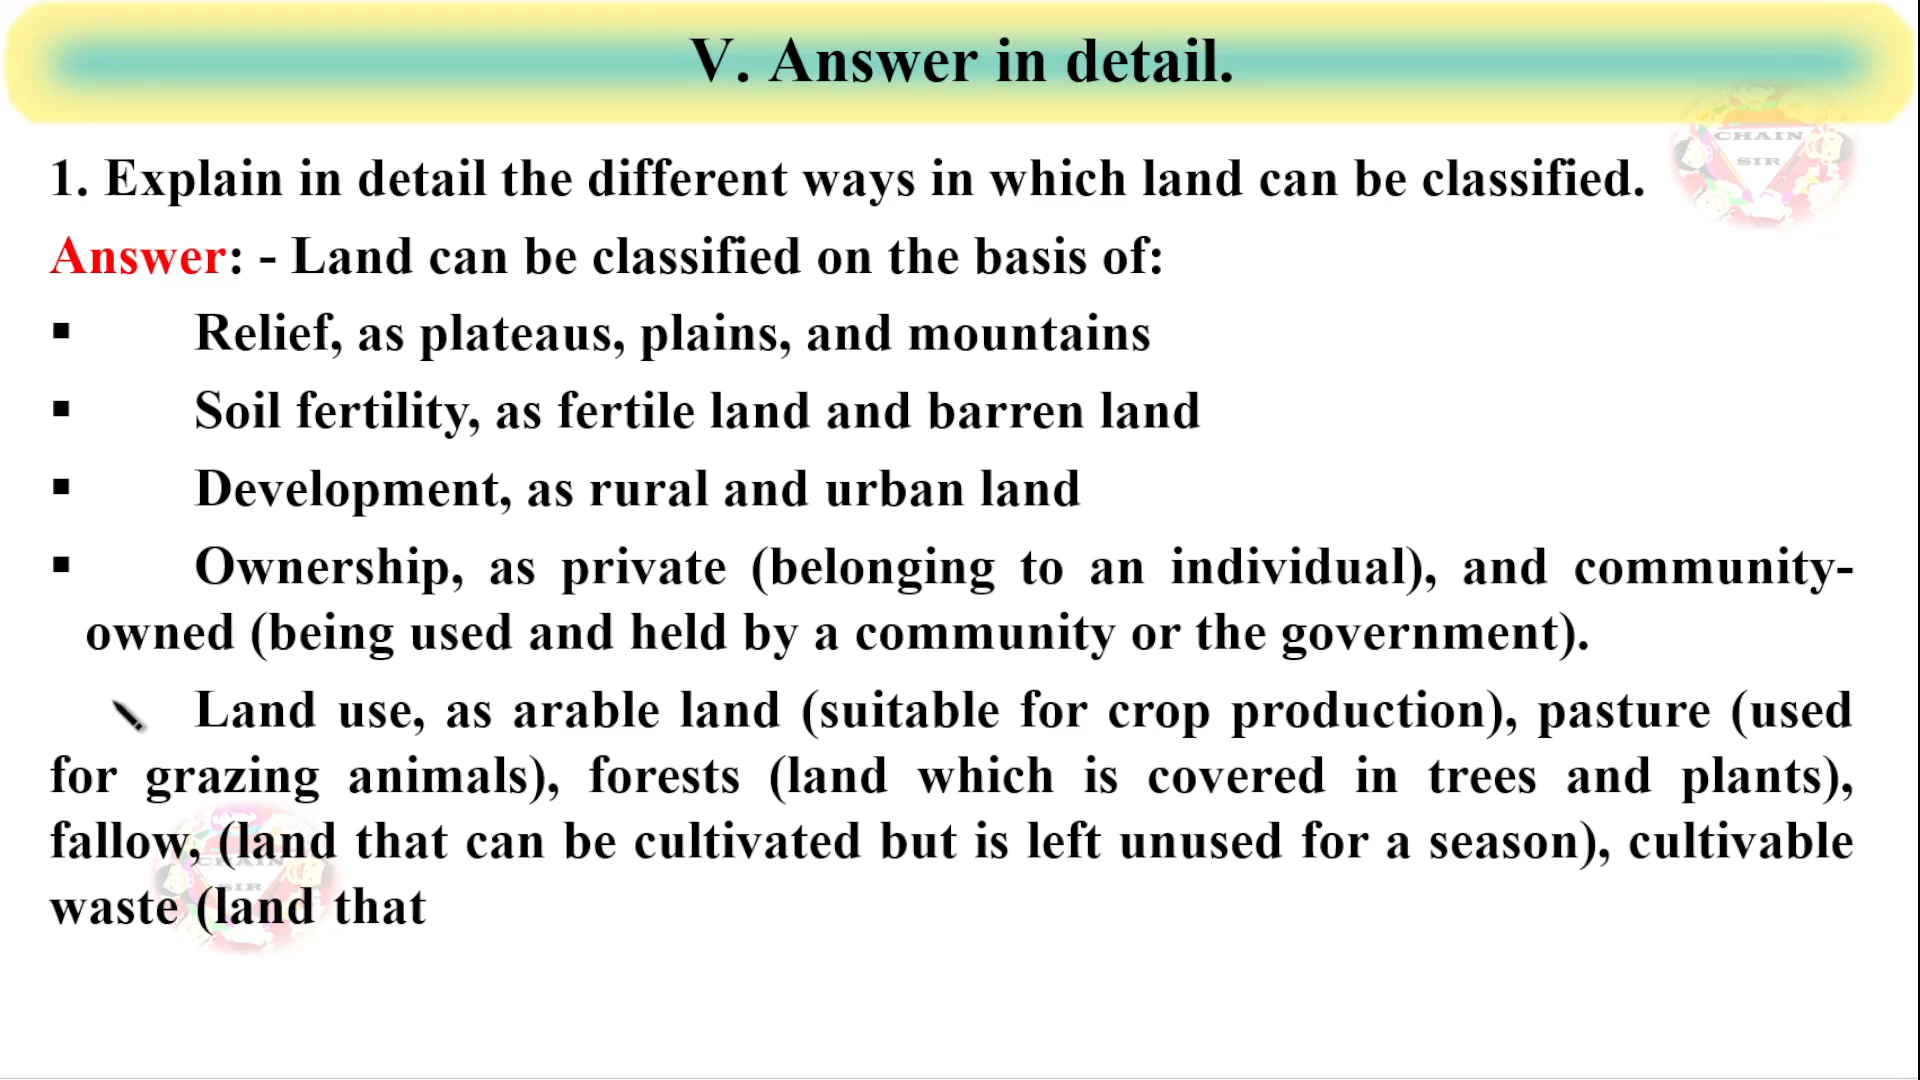 V. Answer in detail.
CHAIN
SIR
1. Explain in detail the different ways in which land can be classified.
Answer: - Land can be classified on the basis of:
▪ Relief, as plateaus, plains, and mountains
▪ Soil fertility, as fertile land and barren land
▪ Development, as rural and urban land
▪ Ownership, as private (belonging to an individual), and community-
owned (being used and held by a community or the government).
Land use, as arable land (suitable for crop production), pasture (used
for grazing animals), forests (land which is covered in trees and plants),
fallow, (land that can be cultivated but is left unused for a season), cultivable
waste (land that
CHAIN
SIR